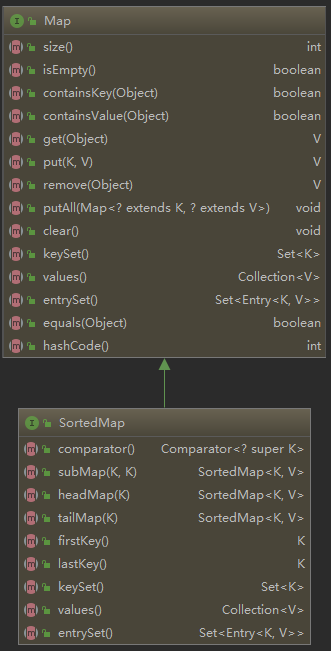 Map
size() int
isEmpty() boolean
containsKey(Object) boolean
containsValue(Object) boolean
get(Object) V
put(K, V) V
remove(Object) V
putAll(Map<? extends K, ? extends V>) void
clear() void
keySet() Set<K>
values() Collection<V>
entrySet() Set<Entry<K, V>>
equals(Object) boolean
hashCode() int
SortedMap
comparator() Comparator<? super K>
subMap(K, K) SortedMap<K, V>
headMap(K) SortedMap<K, V>
tailMap(K) SortedMap<K, V>
firstKey() K
lastKey() K
keySet() Set<K>
values() Collection<V>
entrySet() Set<Entry<K, V>>